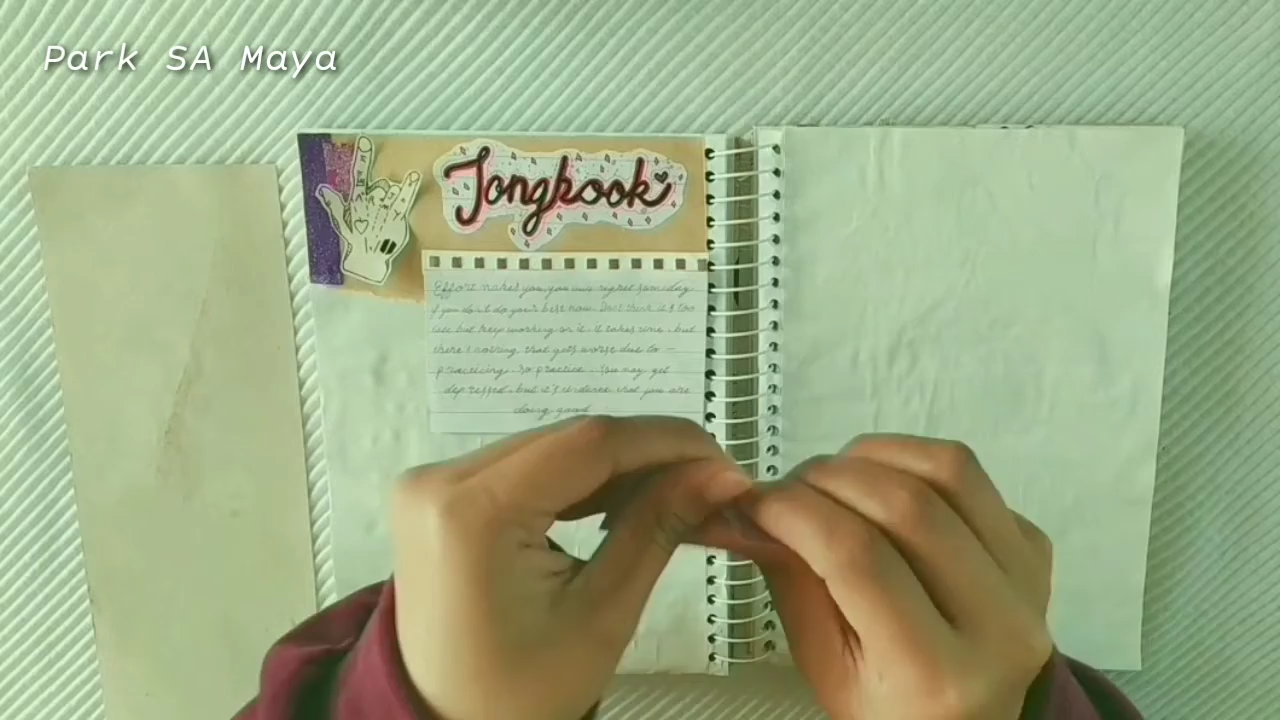 Park SA Maya
Jongkook
Effort makes you. you will regret someday
if you don't do your best now. Don't think it's too
late but keep working on it. it takes time. but
there's nothing that gets worse due to -
practicing. So practice. You may get
depressed. but it's evidence that you are
doing good